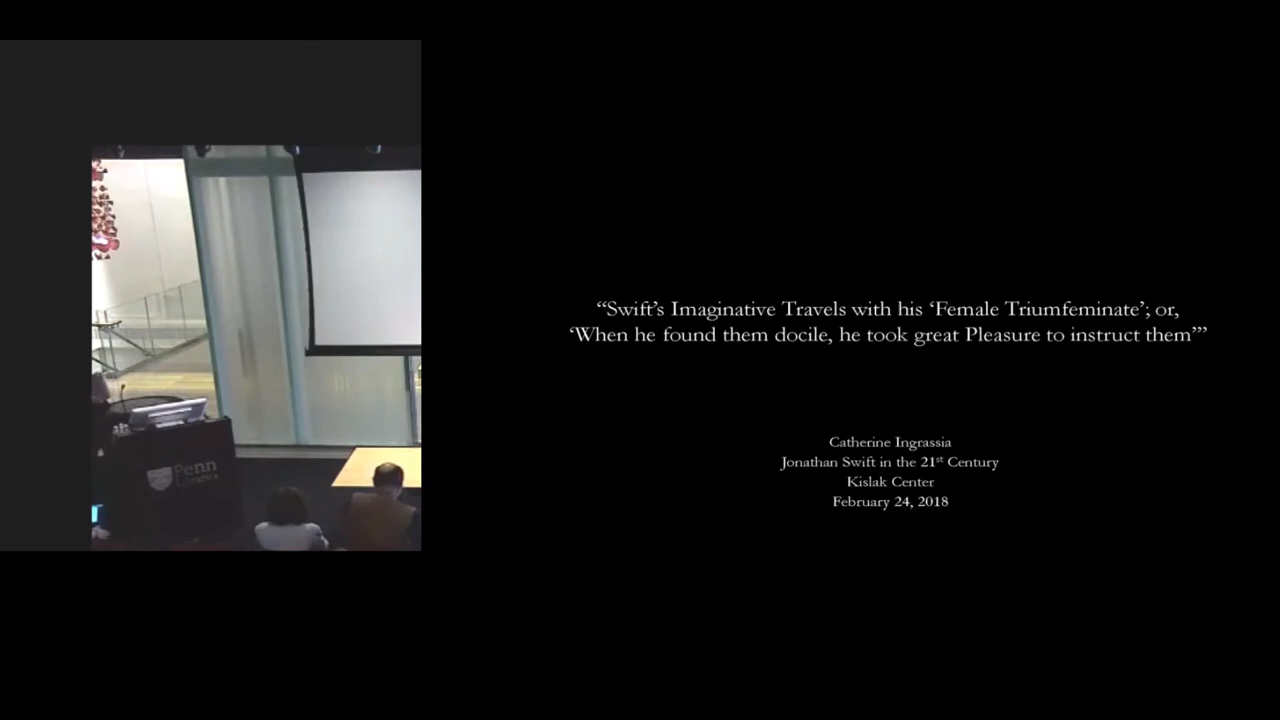 “Swift’s Imaginative Travels with his ‘Female Triumfeminate’; or,
‘When he found them docile, he took great Pleasure to instruct them’”
Catherine Ingrassia
Jonathan Swift in the 21st Century
Kislak Center
February 24, 2018
Penn
Libraries